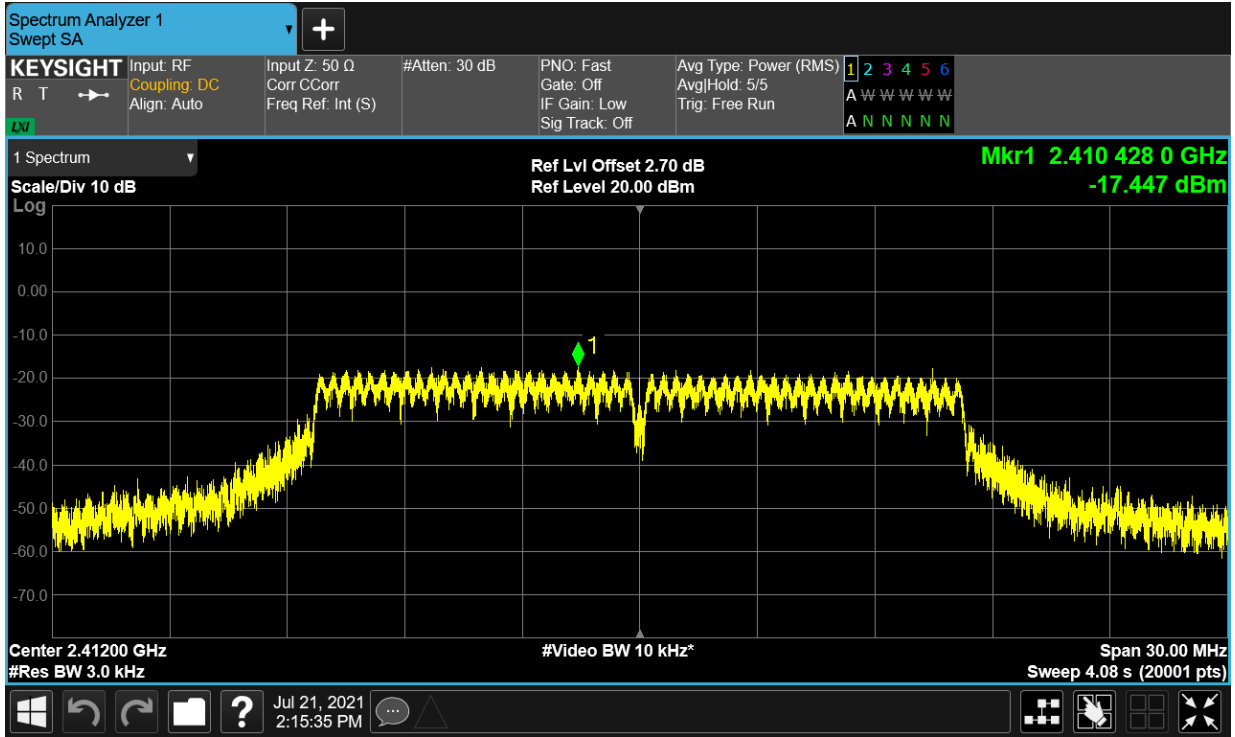 Spectrum Analyzer 1
Swept SA
KEYSIGHT
R T
LXI
Input: RF
Coupling: DC
Align: Auto
Input Z: 50 Ω
Corr CCorr
Freq Ref: Int (S)
#Atten: 30 dB
PNO: Fast
Gate: Off
IF Gain: Low
Sig Track: Off
Avg Type: Power (RMS)
Avg|Hold: 5/5
Trig: Free Run
1 2 3 4 5 6
A W W W W W
A N N N N N
1 Spectrum
Scale/Div 10 dB
Log
Ref Lvl Offset 2.70 dB
Ref Level 20.00 dBm
Mkr1 2.410 428 0 GHz
-17.447 dBm
10.0
0.00
-10.0
-20.0
-30.0
-40.0
-50.0
-60.0
-70.0
1
Center 2.41200 GHz
#Res BW 3.0 kHz
#Video BW 10 kHz*
Span 30.00 MHz
Sweep 4.08 s (20001 pts)
?
Jul 21, 2021
2:15:35 PM